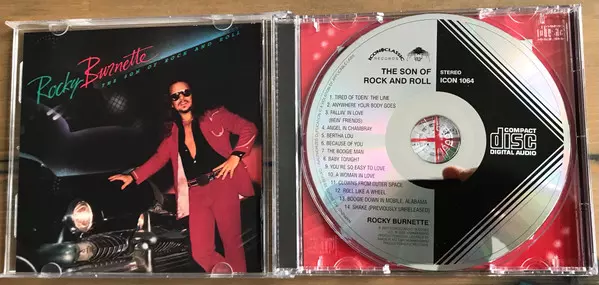 Rocky Burnette
THE SON OF ROCK AND ROLL
ICONOCLASSIC
RECORDS
THE SON OF
ROCK AND ROLL
STEREO
ICON 1064
1. TIRED OF TOEIN' THE LINE
2. ANYWHERE YOUR BODY GOES
3. FALLIN' IN LOVE
(BEIN' FRIENDS)
4. ANGEL IN CHAMBRAY
5. BERTHA LOU
6. BECAUSE OF YOU
7. THE BOOGIE MAN
8. BABY TONIGHT
9. YOU'RE SO EASY TO LOVE
10. A WOMAN IN LOVE
11. CLOWNS FROM OUTER SPACE
12. ROLL LIKE A WHEEL
13. BOOGIE DOWN IN MOBILE, ALABAMA
14. SHAKE (PREVIOUSLY UNRELEASED)
COMPACT
disc
DIGITAL AUDIO
ROCKY BURNETTE